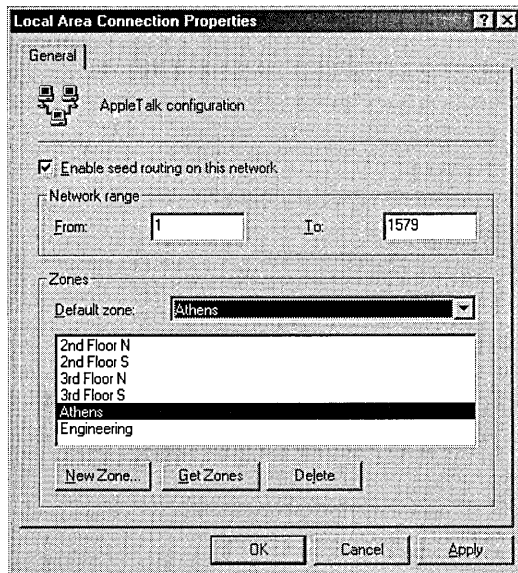 Local Area Connection Properties
General
AppleTalk configuration
Enable seed routing on this network
Network range
From: 1 To: 1579
Zones
Default zone: Athens
2nd Floor N
2nd Floor S
3rd Floor N
3rd Floor S
Athens
Engineering
New Zone... Get Zones Delete
OK Cancel Apply